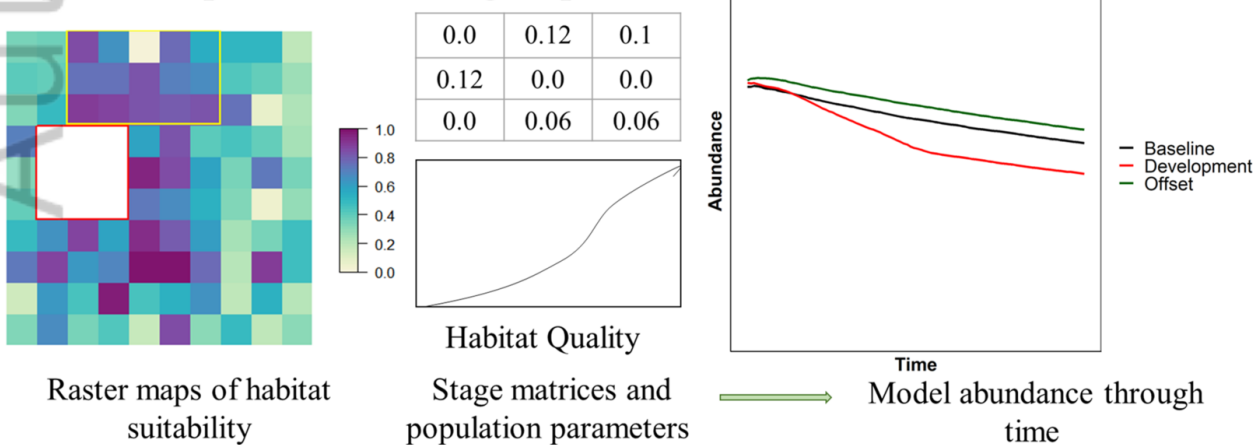 0.0 0.12 0.1
0.12 0.0 0.0
0.0 0.06 0.06
1.0
0.8
0.6
0.4
0.2
0.0
Habitat Quality
Abundance
Baseline
Development
Offset
Time
Raster maps of habitat
suitability
Stage matrices and
population parameters
Model abundance through
time